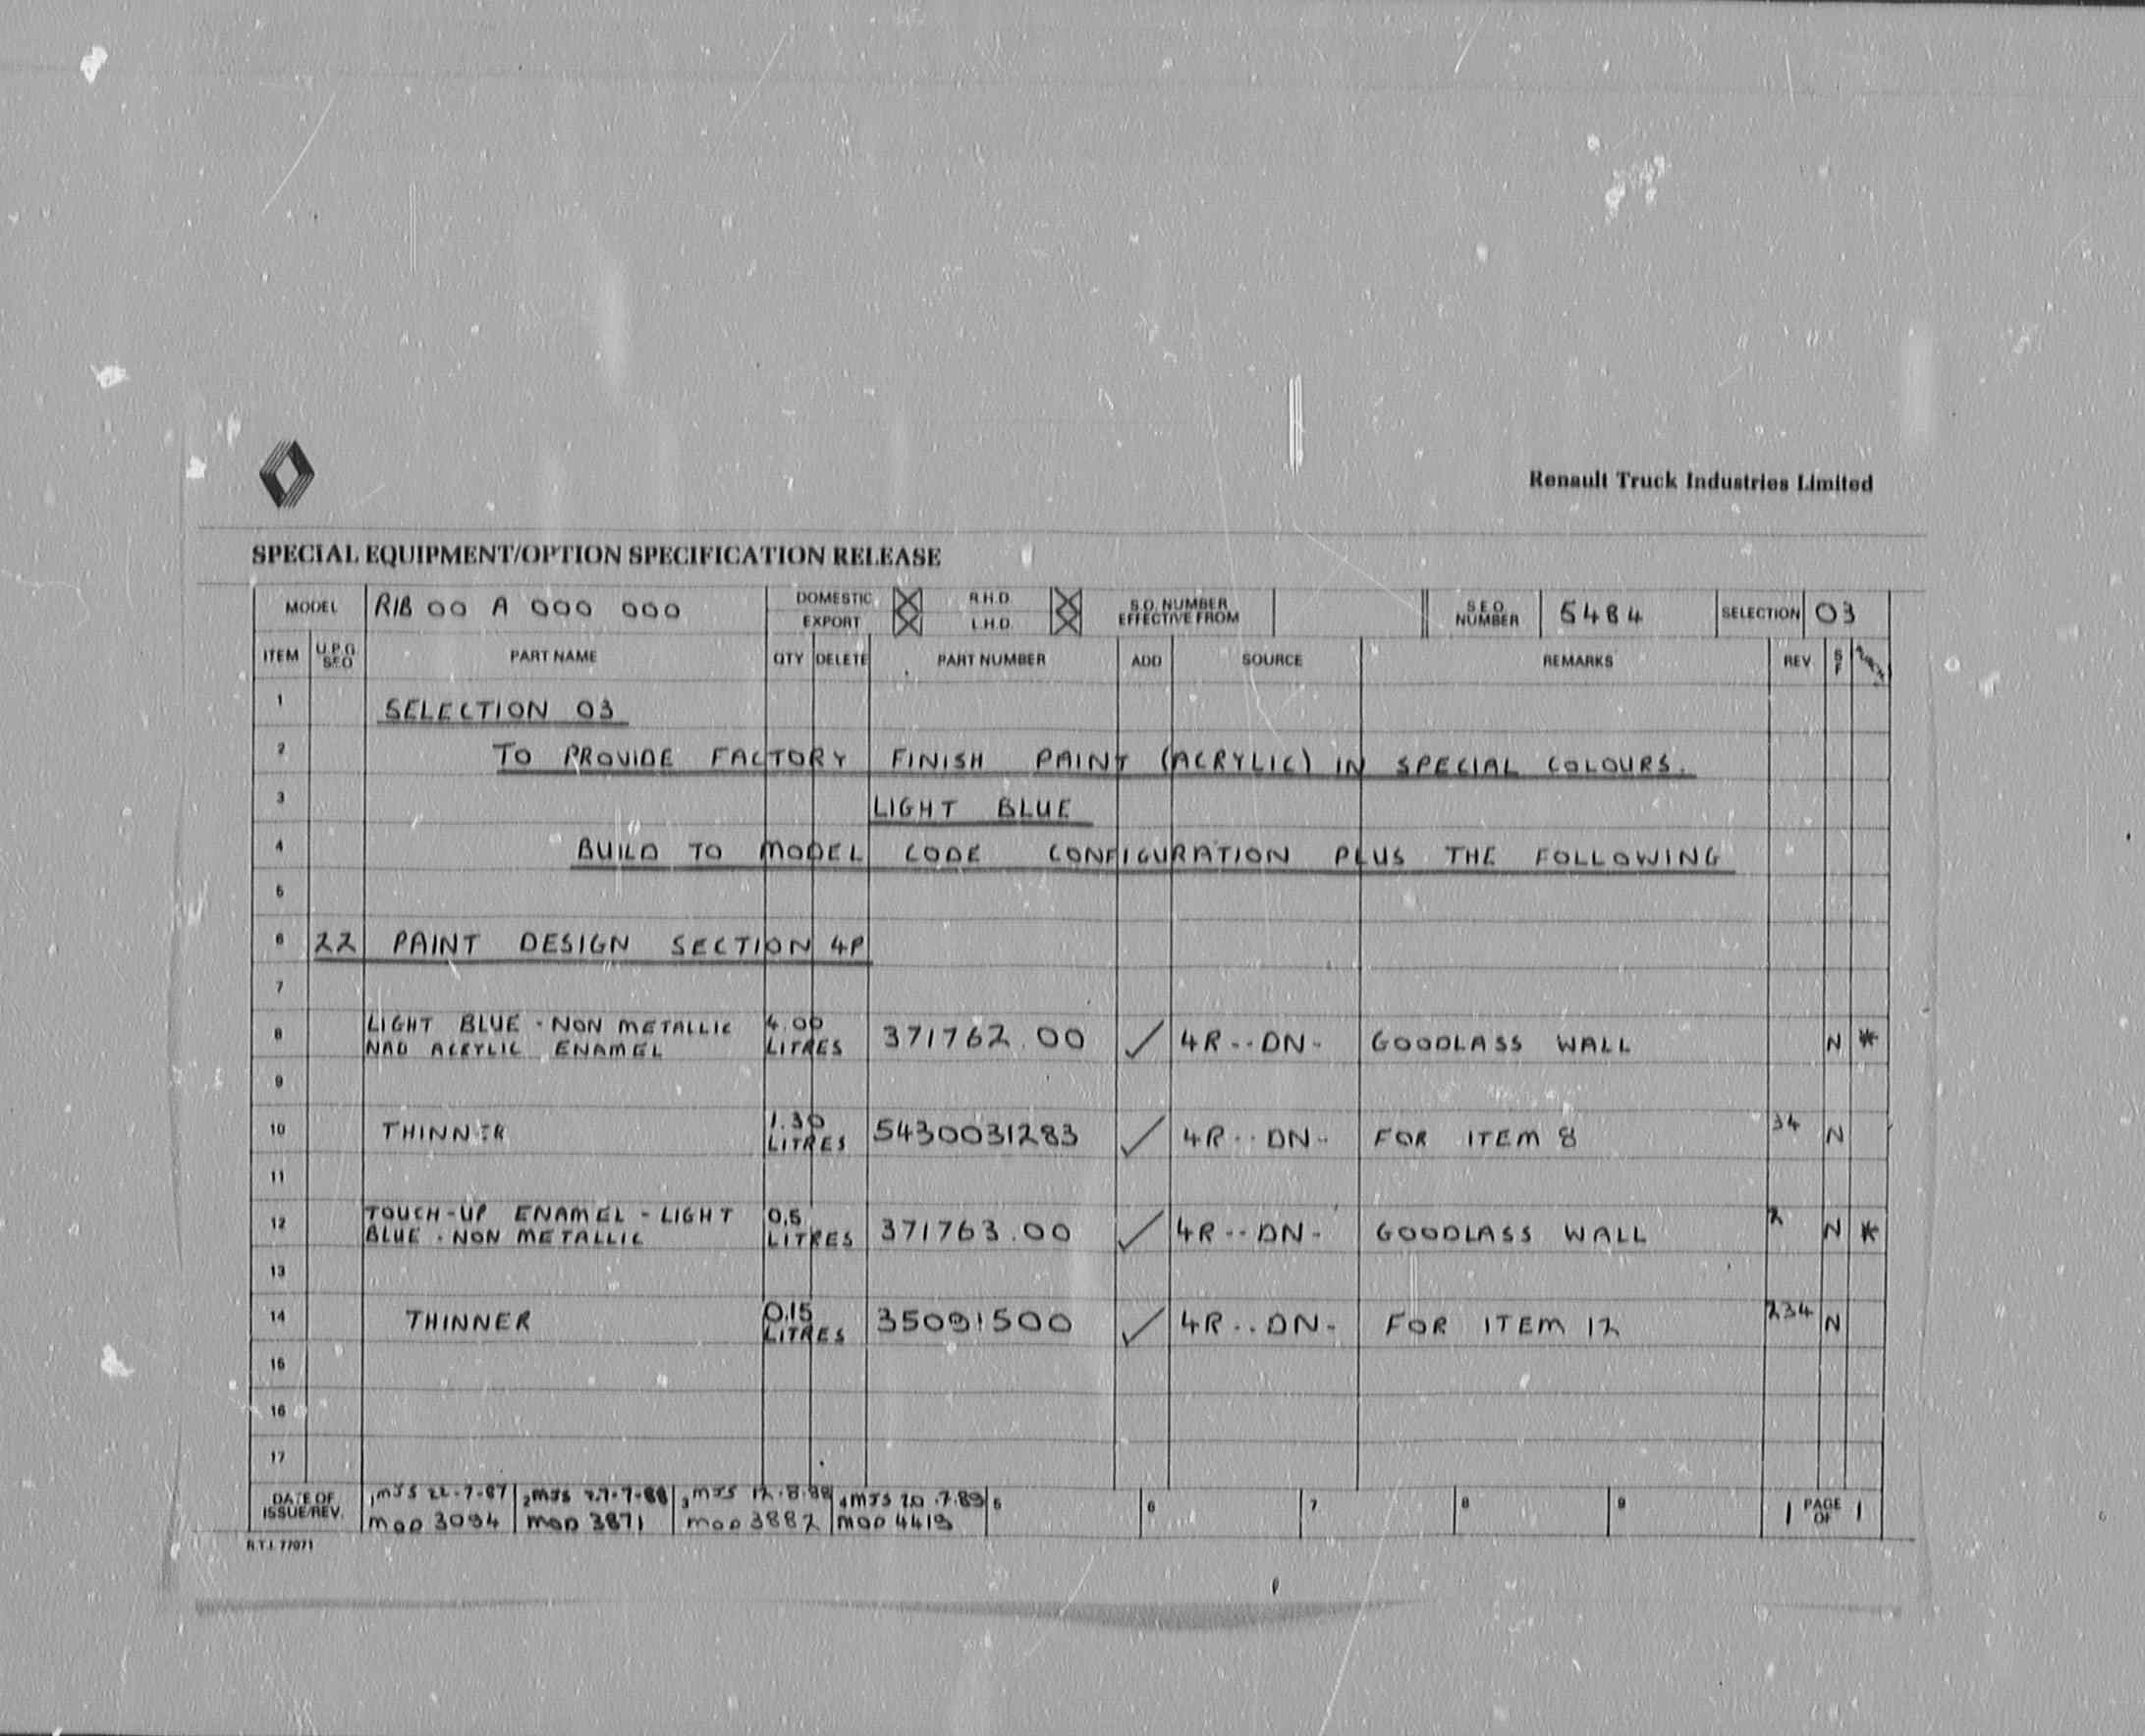 Renault Truck Industries Limited
SPECIAL EQUIPMENT/OPTION SPECIFICATION RELEASE
MODEL R1B 00 A 000 000 DOMESTIC R.H.D. S.O. NUMBER S.E.O. 5484 SELECTION 03
EXPORT L.H.D. EFFECTIVE FROM NUMBER
ITEM U.P.G. PART NAME QTY DELETE PART NUMBER ADD SOURCE REMARKS REV S
SEO F
1 SELECTION 03
2 TO PROVIDE FACTORY FINISH PAINT (ACRYLIC) IN SPECIAL COLOURS.
3 LIGHT BLUE
4 BUILD TO MODEL CODE CONFIGURATION PLUS THE FOLLOWING
5
6 22 PAINT DESIGN SECTION 4P
7
8 LIGHT BLUE - NON METALLIC 4.00 371762.00 ✓ 4R--DN- GOODLASS WALL N *
NAD ACRYLIC ENAMEL LITRES
9
10 THINNER 1.30 5430031283 ✓ 4R--DN-- FOR ITEM 8 34 N
LITRES
11
12 TOUCH-UP ENAMEL - LIGHT 0,5 371763.00 ✓ 4R--DN- GOODLASS WALL 2 N *
BLUE - NON METALLIC LITRES
13
14 THINNER 0.15 35091500 ✓ 4R--DN- FOR ITEM 12 234 N
LITRES
15
16
17
DATE OF 1 MJS 22-7-87 2 MJS 27-7-88 3 MJS 12.8.88 4 MJS 20.7.89 5 6 7 8 9 1 PAGE 1
ISSUE/REV. MOD 3094 MOD 3871 MOD 3882 MOD 4419 OF
R.T.I. 77071